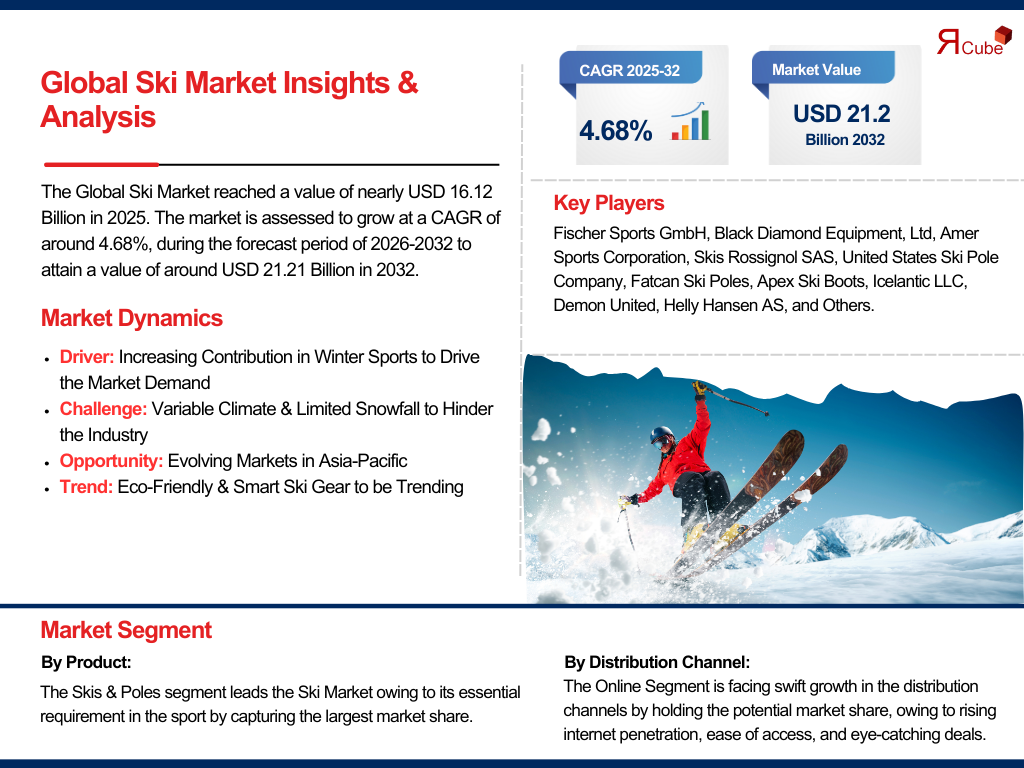 Global Ski Market Insights &
Analysis
The Global Ski Market reached a value of nearly USD 16.12
Billion in 2025. The market is assessed to grow at a CAGR of
around 4.68%, during the forecast period of 2026-2032 to
attain a value of around USD 21.21 Billion in 2032.
Market Dynamics
• Driver: Increasing Contribution in Winter Sports to Drive
the Market Demand
• Challenge: Variable Climate & Limited Snowfall to Hinder
the Industry
• Opportunity: Evolving Markets in Asia-Pacific
• Trend: Eco-Friendly & Smart Ski Gear to be Trending
CAGR 2025-32
4.68%
Market Value
USD 21.2
Billion 2032
ЯCube
Key Players
Fischer Sports GmbH, Black Diamond Equipment, Ltd, Amer
Sports Corporation, Skis Rossignol SAS, United States Ski Pole
Company, Fatcan Ski Poles, Apex Ski Boots, Icelantic LLC,
Demon United, Helly Hansen AS, and Others.
Market Segment
By Product:
The Skis & Poles segment leads the Ski Market owing to its essential
requirement in the sport by capturing the largest market share.
By Distribution Channel:
The Online Segment is facing swift growth in the distribution
channels by holding the potential market share, owing to rising
internet penetration, ease of access, and eye-catching deals.